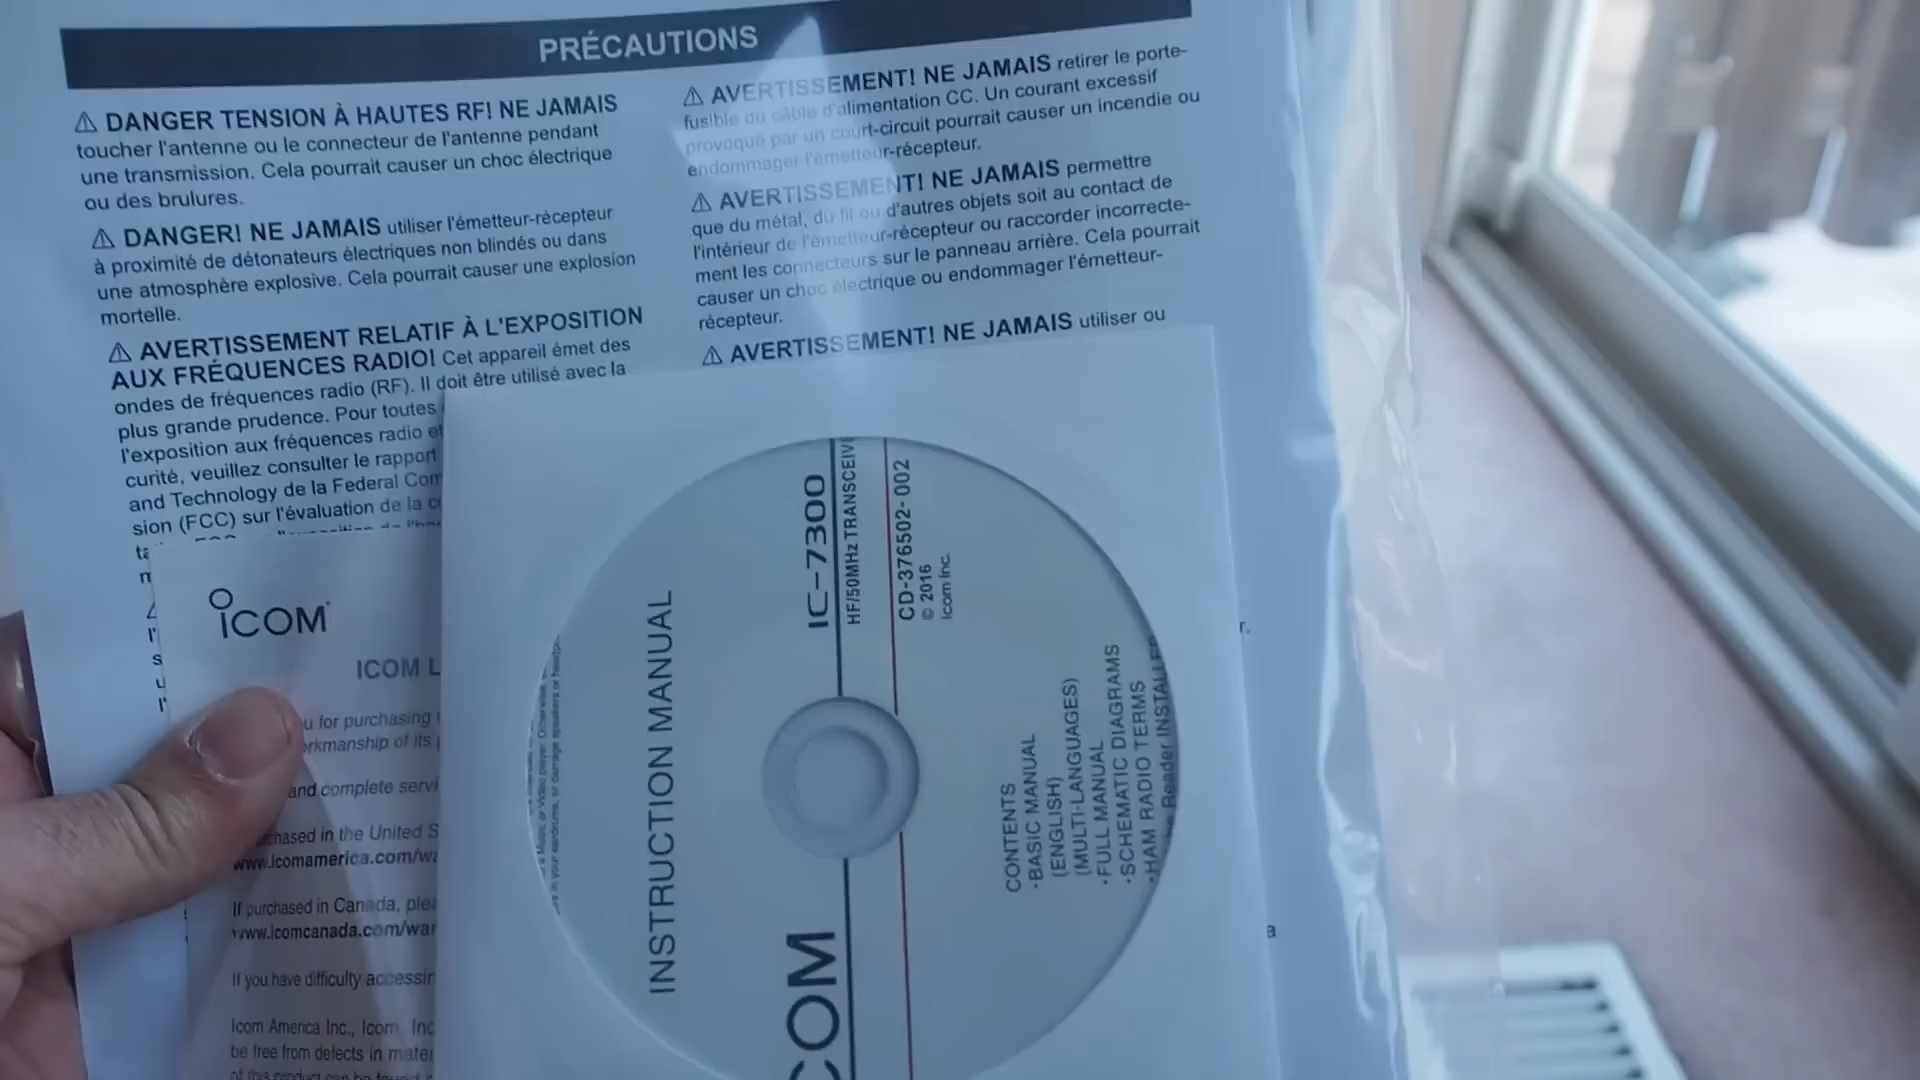 PRÉCAUTIONS
⚠ DANGER TENSION À HAUTES RF! NE JAMAIS
toucher l'antenne ou le connecteur de l'antenne pendant
une transmission. Cela pourrait causer un choc électrique
ou des brulures.
⚠ DANGER! NE JAMAIS utiliser l'émetteur-récepteur
à proximité de détonateurs électriques non blindés ou dans
une atmosphère explosive. Cela pourrait causer une explosion
mortelle.
⚠ AVERTISSEMENT RELATIF À L'EXPOSITION
AUX FRÉQUENCES RADIO! Cet appareil émet des
ondes de fréquences radio (RF). Il doit être utilisé avec la
plus grande prudence. Pour toutes
l'exposition aux fréquences radio et
curité, veuillez consulter le rapport
and Technology de la Federal Com
sion (FCC) sur l'évaluation de la c
⚠ AVERTISSEMENT! NE JAMAIS retirer le porte-
fusible du câble d'alimentation CC. Un courant excessif
provoqué par un court-circuit pourrait causer un incendie ou
endommager l'émetteur-récepteur.
⚠ AVERTISSEMENT! NE JAMAIS permettre
que du métal, du fil ou d'autres objets soit au contact de
l'intérieur de l'émetteur-récepteur ou raccorder incorrecte-
ment les connecteurs sur le panneau arrière. Cela pourrait
causer un choc électrique ou endommager l'émetteur-
récepteur.
⚠ AVERTISSEMENT! NE JAMAIS utiliser ou
ICOM
ICOM L
u for purchasing
rkmanship of its
and complete servi
chased in the United S
www.icomamerica.com/wa
If purchased in Canada, plea
www.icomcanada.com/war
If you have difficulty accessin
Icom America Inc., Icom Inc
be free from defects in mater
INSTRUCTION MANUAL
IC-7300
HF/50MHz TRANSCEIV
CD-376502-002
© 2016
Icom Inc.
COM
CONTENTS
·BASIC MANUAL
(ENGLISH)
(MULTI-LANGUAGES)
·FULL MANUAL
·SCHEMATIC DIAGRAMS
·HAM RADIO TERMS
Reader INSTALLED